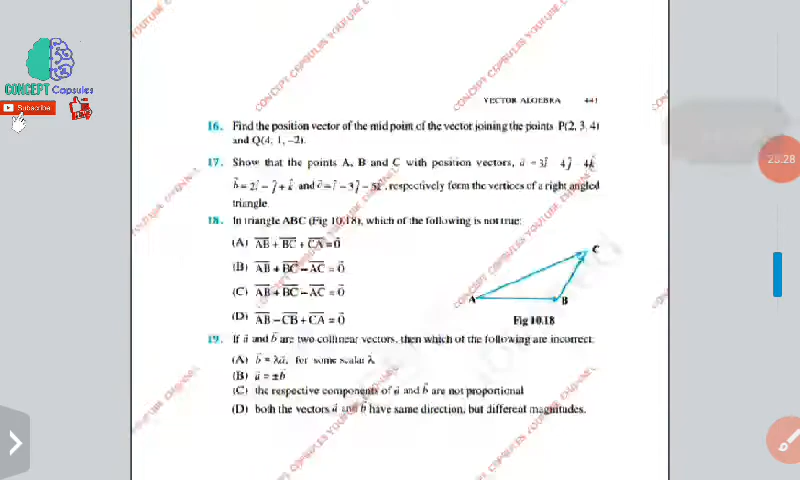 CONCEPT Capsules
Subscribe
VECTOR ALGEBRA 441
23:28
16. Find the position vector of the mid point of the vector joining the points P(2, 3, 4)
and Q(4, 1, –2).
17. Show that the points A, B and C with position vectors, a⃗ = 3î 4ĵ 4k̂
b⃗ = 2î – ĵ + k̂ and c⃗ = î – 3ĵ – 5k̂, respectively form the vertices of a right angled
triangle.
18. In triangle ABC (Fig 10.18), which of the following is not true:
(A) AB + BC + CA = 0⃗
(B) AB + BC – AC = 0⃗
(C) AB + BC – AC = 0⃗
(D) AB – CB + CA = 0⃗
A B C
Fig 10.18
19. If a⃗ and b⃗ are two collinear vectors, then which of the following are incorrect:
(A) b⃗ = λa⃗, for some scalar λ
(B) a⃗ = ±b⃗
(C) the respective components of a⃗ and b⃗ are not proportional
(D) both the vectors a⃗ and b⃗ have same direction, but different magnitudes.
CONCEPT CAPSULES YOUTUBE CHANNEL